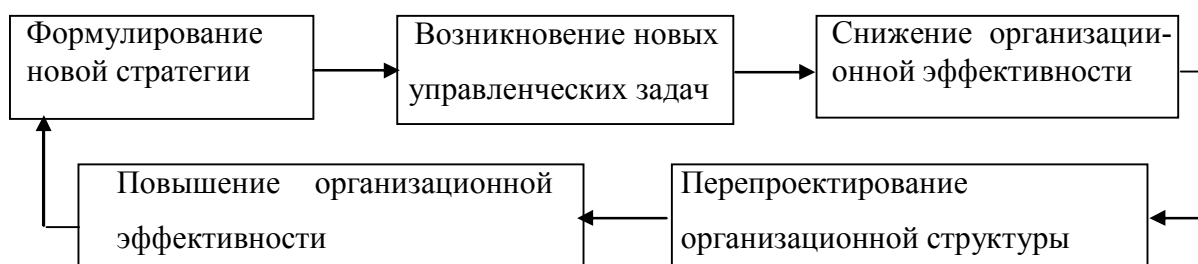 Формулирование
новой стратегии
Возникновение новых
управленческих задач
Снижение организаци-
онной эффективности
Повышение организационной
эффективности
Перепроектирование
организационной структуры